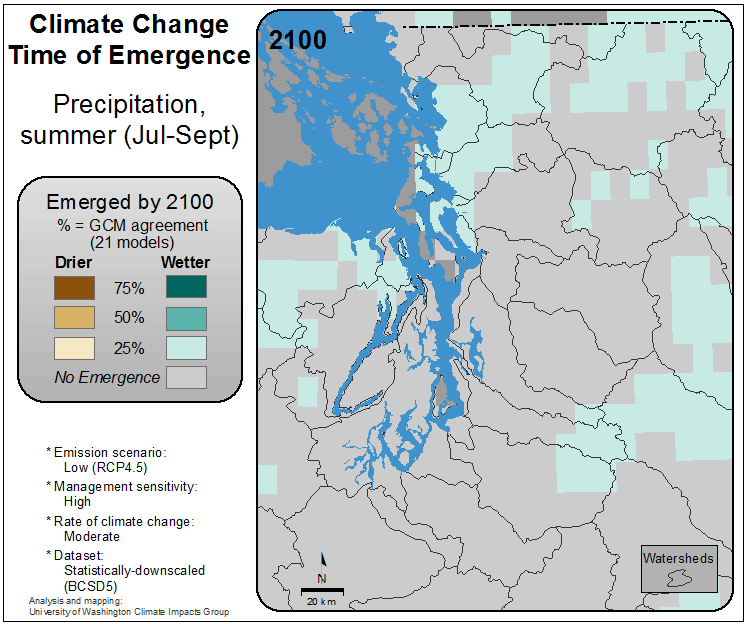 Climate Change
Time of Emergence
Precipitation,
summer (Jul-Sept)
Emerged by 2100
% = GCM agreement
(21 models)
Drier Wetter
75%
50%
25%
No Emergence
* Emission scenario:
Low (RCP4.5)
* Management sensitivity:
High
* Rate of climate change:
Moderate
* Dataset:
Statistically-downscaled
(BCSD5)
Analysis and mapping:
University of Washington Climate Impacts Group
2100
N
20 km
Watersheds